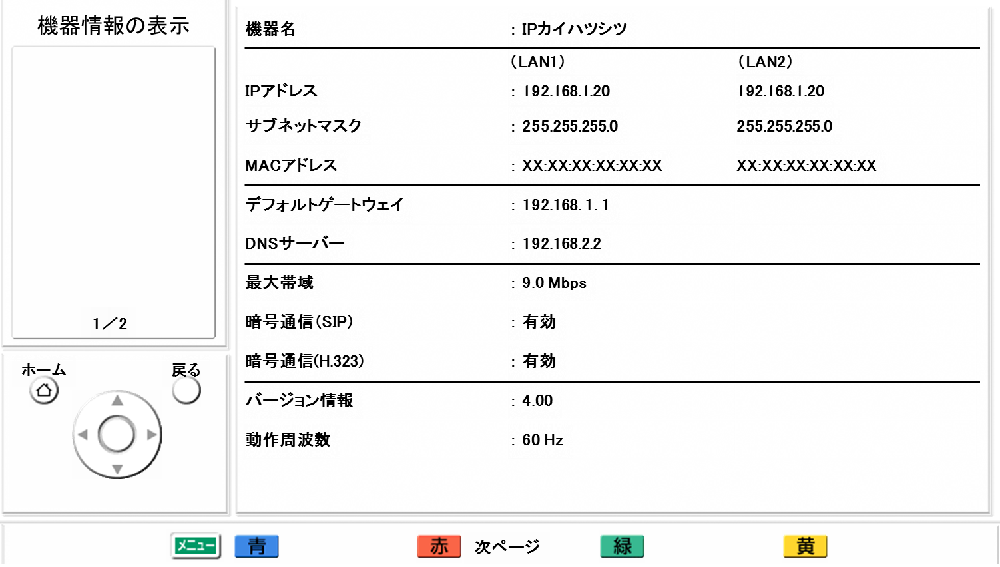 機器情報の表示
1／2
ホーム
戻る
機器名 : IPカイハツシツ
（LAN1） （LAN2）
IPアドレス : 192.168.1.20 192.168.1.20
サブネットマスク : 255.255.255.0 255.255.255.0
MACアドレス : XX:XX:XX:XX:XX:XX XX:XX:XX:XX:XX:XX
デフォルトゲートウェイ : 192.168. 1. 1
DNSサーバー : 192.168.2.2
最大帯域 : 9.0 Mbps
暗号通信（SIP） : 有効
暗号通信(H.323) : 有効
バージョン情報 : 4.00
動作周波数 : 60 Hz
メニュー 青 赤 次ページ 緑 黄